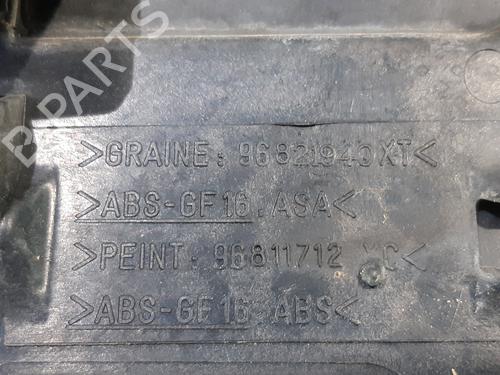 B-PARTS
>GRAINE: 96821940XT<
>ABS-GF16.ASA<
>PEINT: 96811712 C<
>ABS-GF16 ABS<